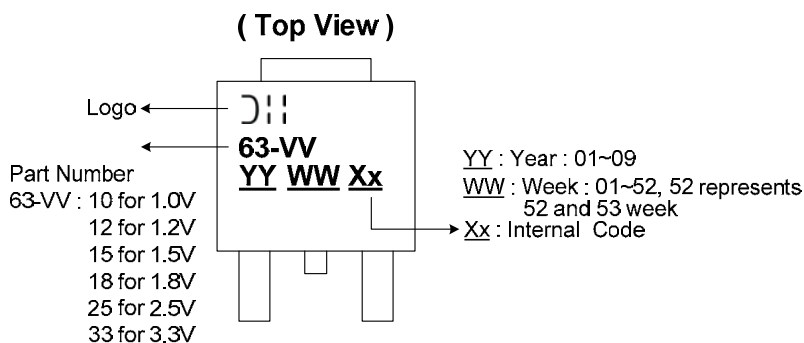 ( Top View )
Logo
63-VV
YY WW Xx
Part Number
63-VV : 10 for 1.0V
12 for 1.2V
15 for 1.5V
18 for 1.8V
25 for 2.5V
33 for 3.3V
YY : Year : 01~09
WW : Week : 01~52, 52 represents
52 and 53 week
Xx : Internal Code